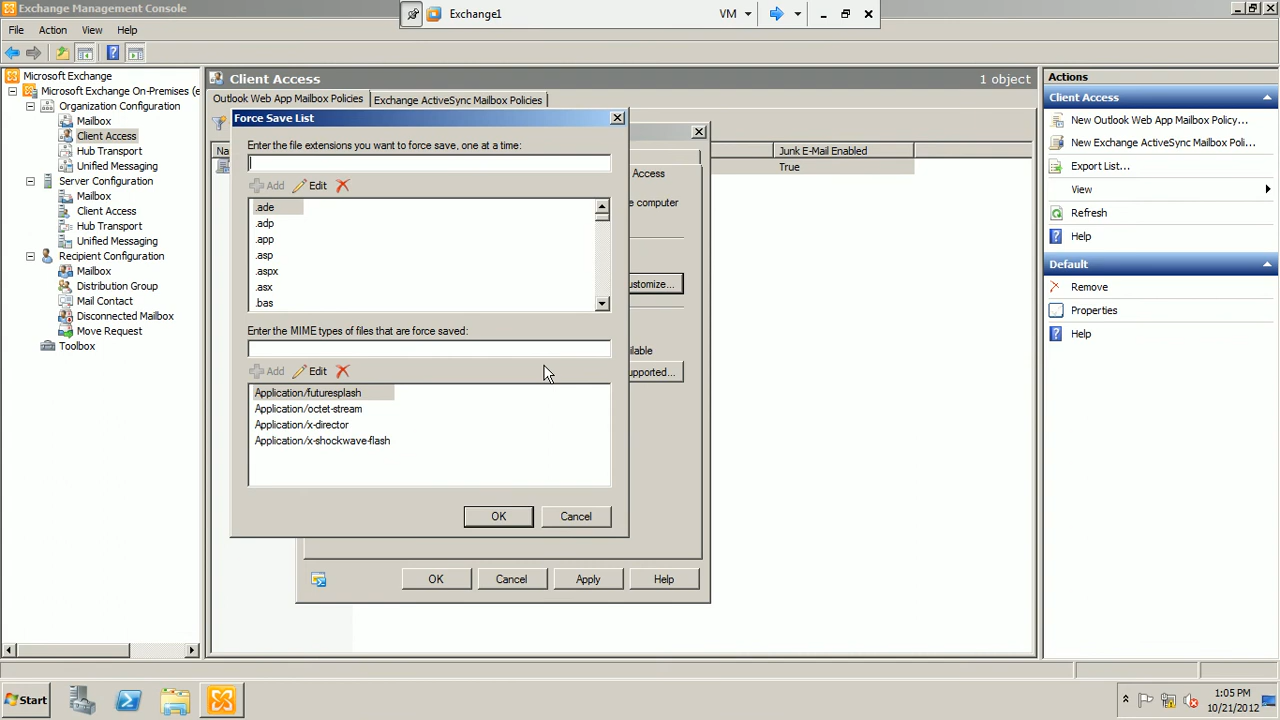 Exchange Management Console
Exchange1
VM
File
Action
View
Help
Microsoft Exchange
Microsoft Exchange On-Premises (e
Organization Configuration
Mailbox
Client Access
Hub Transport
Unified Messaging
Server Configuration
Mailbox
Client Access
Hub Transport
Unified Messaging
Recipient Configuration
Mailbox
Distribution Group
Mail Contact
Disconnected Mailbox
Move Request
Toolbox
Client Access
1 object
Outlook Web App Mailbox Policies
Exchange ActiveSync Mailbox Policies
Na
Junk E-Mail Enabled
True
Force Save List
Enter the file extensions you want to force save, one at a time:
Add
Edit
.ade
.adp
.app
.asp
.aspx
.asx
.bas
Enter the MIME types of files that are force saved:
Add
Edit
Application/futuresplash
Application/octet-stream
Application/x-director
Application/x-shockwave-flash
OK
Cancel
Access
e computer
ustomize...
ilable
upported...
OK
Cancel
Apply
Help
Actions
Client Access
New Outlook Web App Mailbox Policy...
New Exchange ActiveSync Mailbox Poli...
Export List...
View
Refresh
Help
Default
Remove
Properties
Help
Start
1:05 PM
10/21/2012